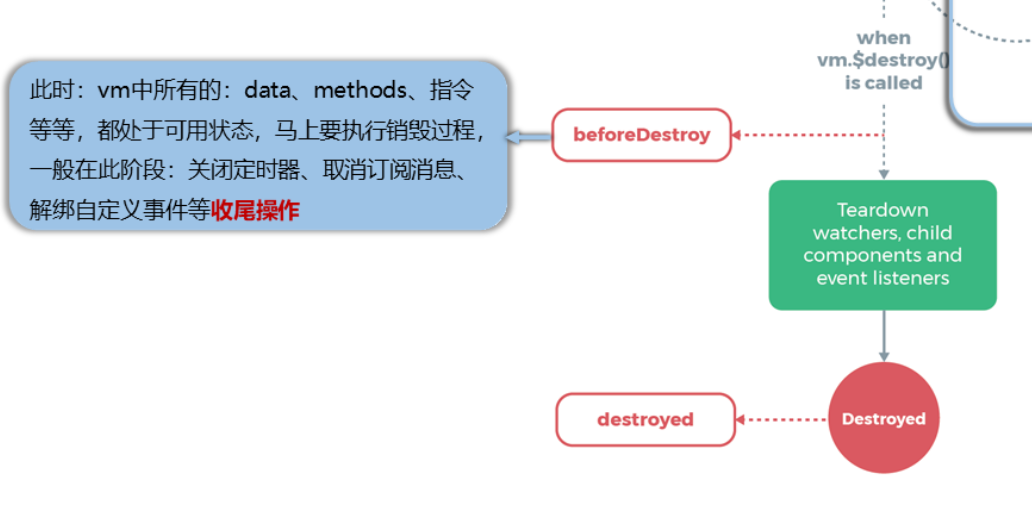 when
vm.$destroy()
is called
此时：vm中所有的：data、methods、指令
等等，都处于可用状态，马上要执行销毁过程，
一般在此阶段：关闭定时器、取消订阅消息、
解绑自定义事件等收尾操作
beforeDestroy
Teardown
watchers, child
components and
event listeners
destroyed
Destroyed